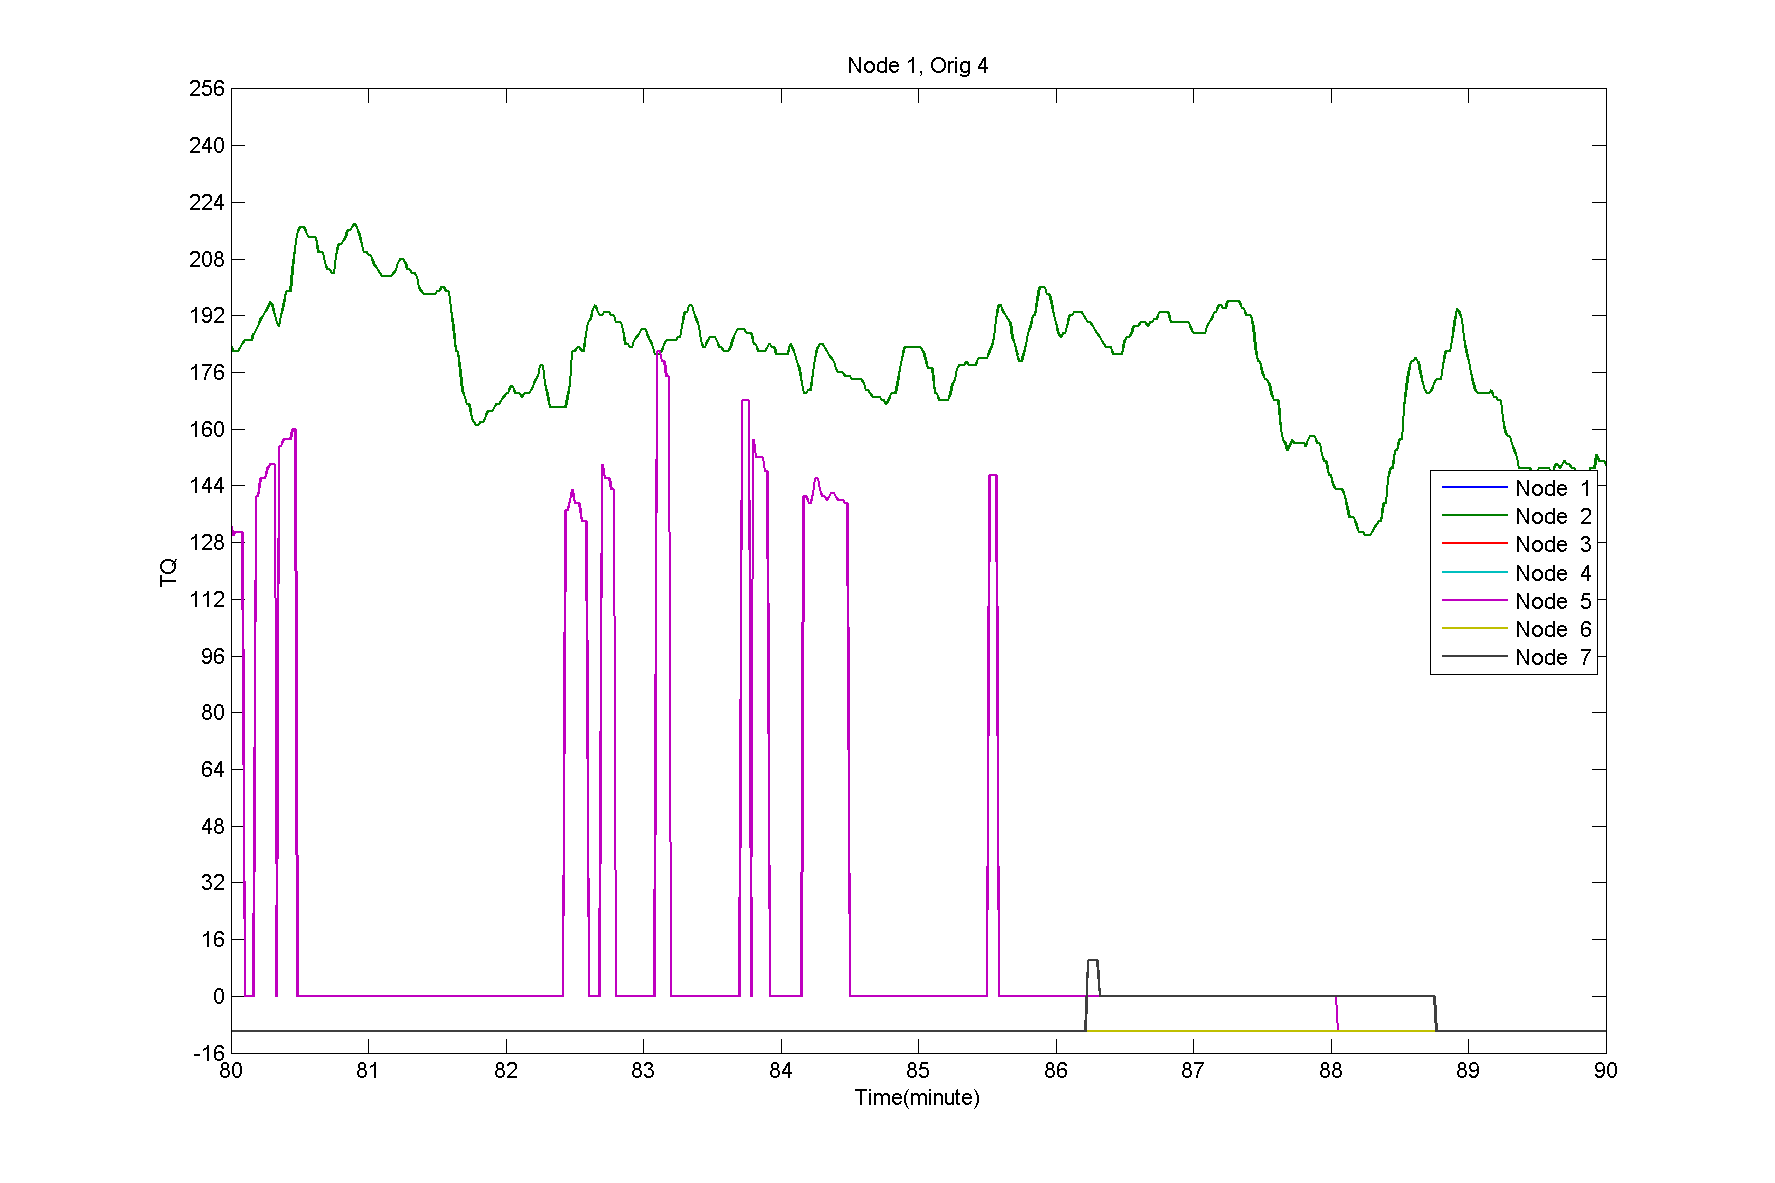 Node 1, Orig 4
256
240
224
208
192
176
160
144
128
112
96
80
64
48
32
16
0
-16
TQ
Node 1
Node 2
Node 3
Node 4
Node 5
Node 6
Node 7
80 81 82 83 84 85 86 87 88 89 90
Time(minute)